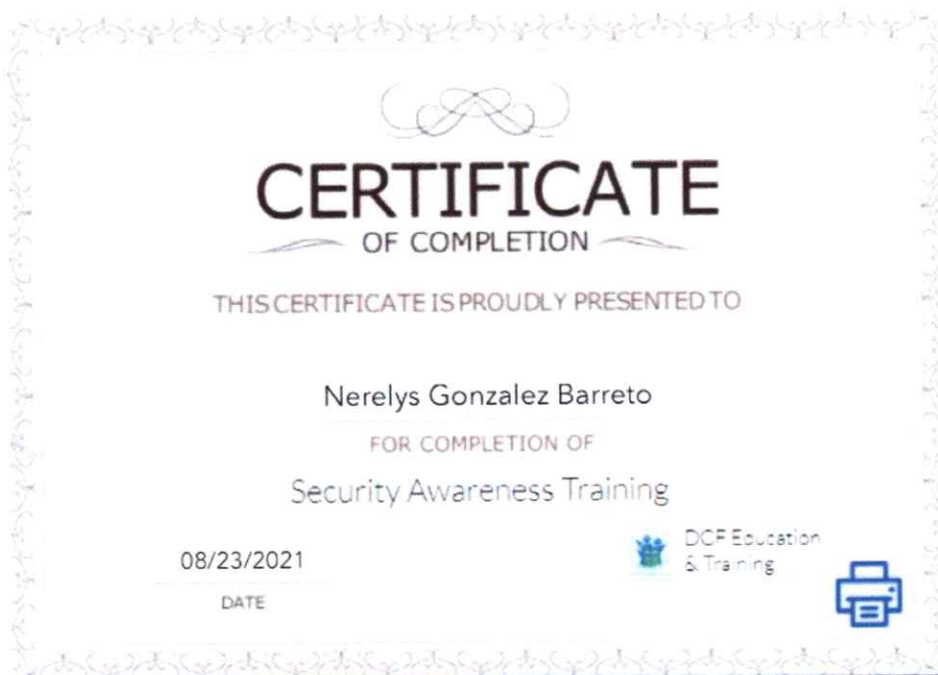 CERTIFICATE
OF COMPLETION
THIS CERTIFICATE IS PROUDLY PRESENTED TO
Nerelys Gonzalez Barreto
FOR COMPLETION OF
Security Awareness Training
08/23/2021
DATE
DCF Education
& Training